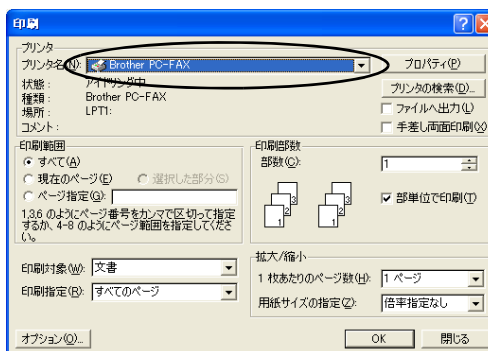 印刷
プリンタ
プリンタ名(N): Brother PC-FAX
プロパティ(P)
状態： アイドリング中
プリンタの検索(D)...
種類： Brother PC-FAX
場所： LPT1:
ファイルへ出力(L)
コメント：
手差し両面印刷(X)
印刷範囲
すべて(A)
現在のページ(E) 選択した部分(S)
ページ指定(G):
1,3,6 のようにページ番号をカンマで区切って指定
するか、4-8 のようにページ範囲を指定してくださ
い。
印刷部数
部数(C): 1
1 2 3 1 2 3
部単位で印刷(T)
印刷対象(W): 文書
印刷指定(R): すべてのページ
拡大/縮小
1 枚あたりのページ数(H): 1 ページ
用紙サイズの指定(Z): 倍率指定なし
オプション(O)...
OK
閉じる